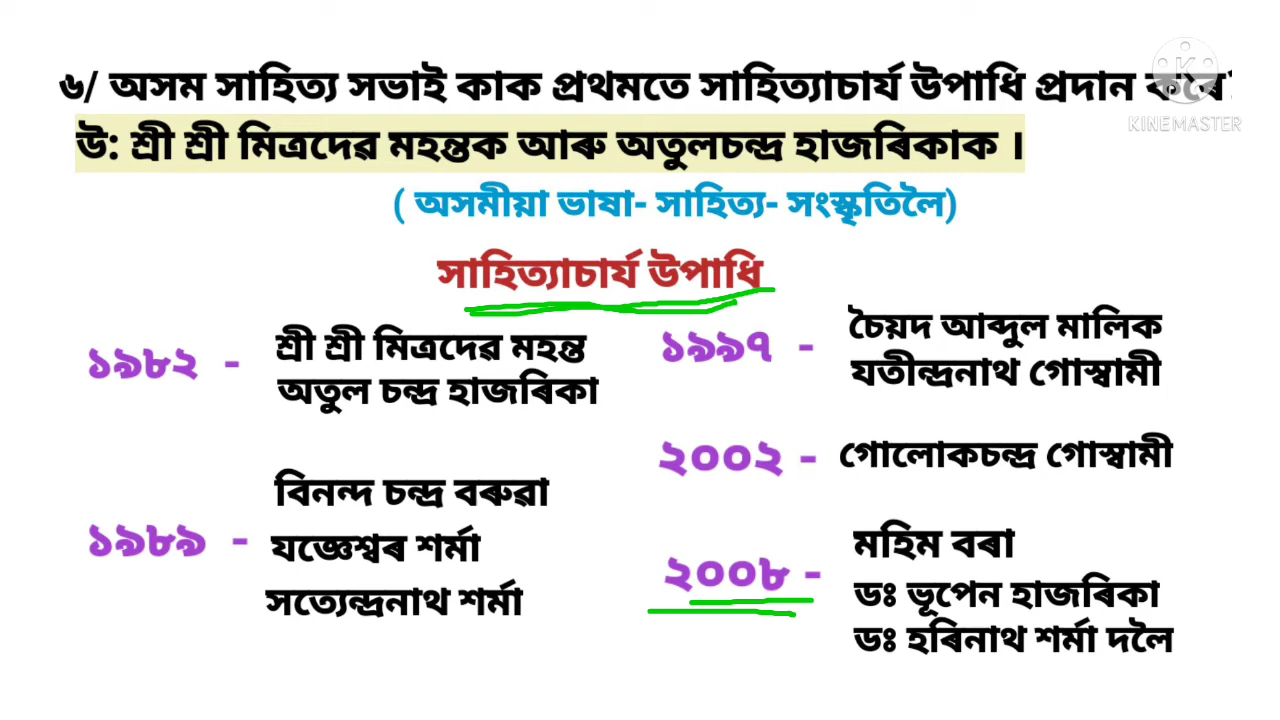 ৬/ অসম সাহিত্য সভাই কাক প্ৰথমতে সাহিত্যাচাৰ্য উপাধি প্ৰদান কৰে?
উ: শ্ৰী শ্ৰী মিত্ৰদেৱ মহন্তক আৰু অতুলচন্দ্ৰ হাজৰিকাক ।
( অসমীয়া ভাষা- সাহিত্য- সংস্কৃতিলৈ)
সাহিত্যাচাৰ্য উপাধি
১৯৮২ - শ্ৰী শ্ৰী মিত্ৰদেৱ মহন্ত
অতুল চন্দ্ৰ হাজৰিকা
১৯৮৯ - বিনন্দ চন্দ্ৰ বৰুৱা
যজ্ঞেশ্বৰ শৰ্মা
সত্যেন্দ্ৰনাথ শৰ্মা
১৯৯৭ - চৈয়দ আব্দুল মালিক
যতীন্দ্ৰনাথ গোস্বামী
২০০২ - গোলোকচন্দ্ৰ গোস্বামী
২০০৮ - মহিম বৰা
ডঃ ভূপেন হাজৰিকা
ডঃ হৰিনাথ শৰ্মা দলৈ
KINEMASTER